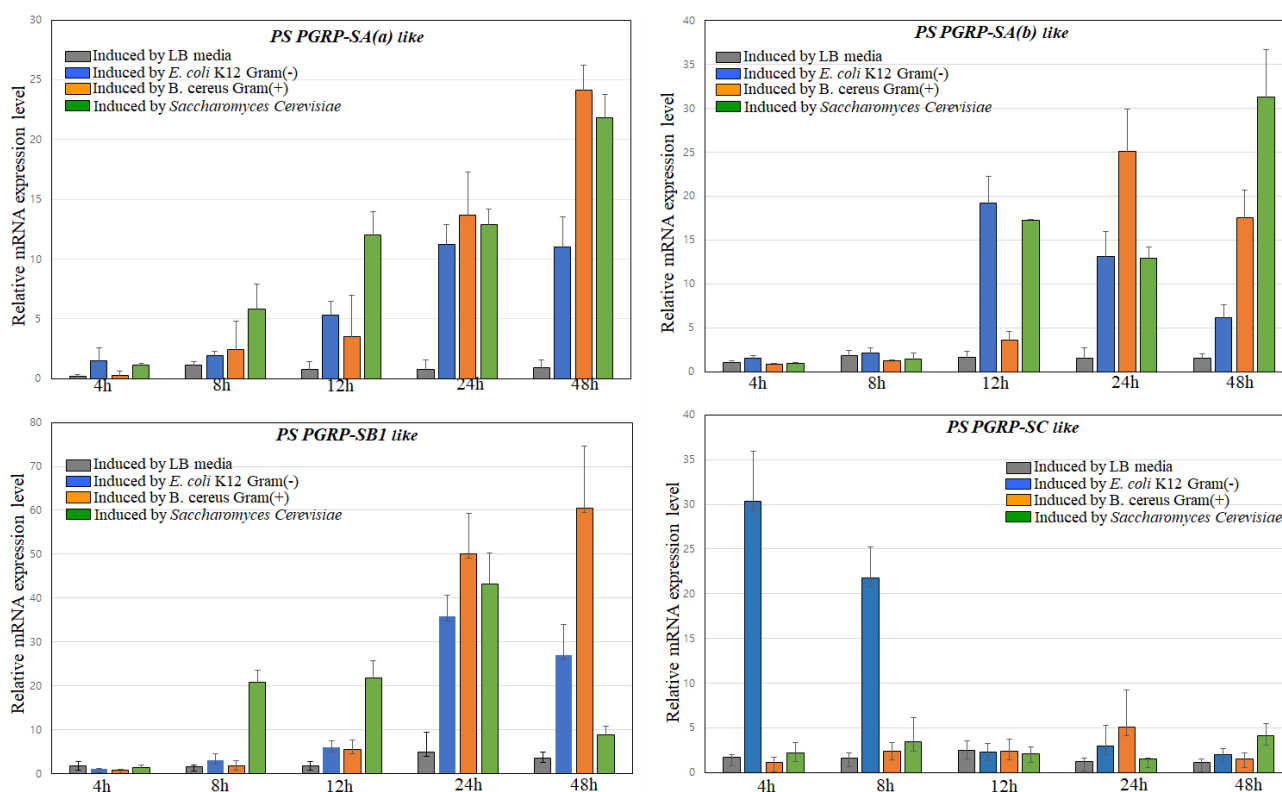 PS PGRP-SA(a) like
Relative mRNA expression level
30
25
20
15
10
5
0
Induced by LB media
Induced by E. coli K12 Gram(-)
Induced by B. cereus Gram(+)
Induced by Saccharomyces Cerevisiae
4h 8h 12h 24h 48h
PS PGRP-SA(b) like
Relative mRNA expression level
40
35
30
25
20
15
10
5
0
Induced by LB media
Induced by E. coli K12 Gram(-)
Induced by B. cereus Gram(+)
Induced by Saccharomyces Cerevisiae
4h 8h 12h 24h 48h
PS PGRP-SB1 like
Relative mRNA expression level
80
70
60
50
40
30
20
10
0
Induced by LB media
Induced by E. coli K12 Gram(-)
Induced by B. cereus Gram(+)
Induced by Saccharomyces Cerevisiae
4h 8h 12h 24h 48h
PS PGRP-SC like
Relative mRNA expression level
40
35
30
25
20
15
10
5
0
Induced by LB media
Induced by E. coli K12 Gram(-)
Induced by B. cereus Gram(+)
Induced by Saccharomyces Cerevisiae
4h 8h 12h 24h 48h